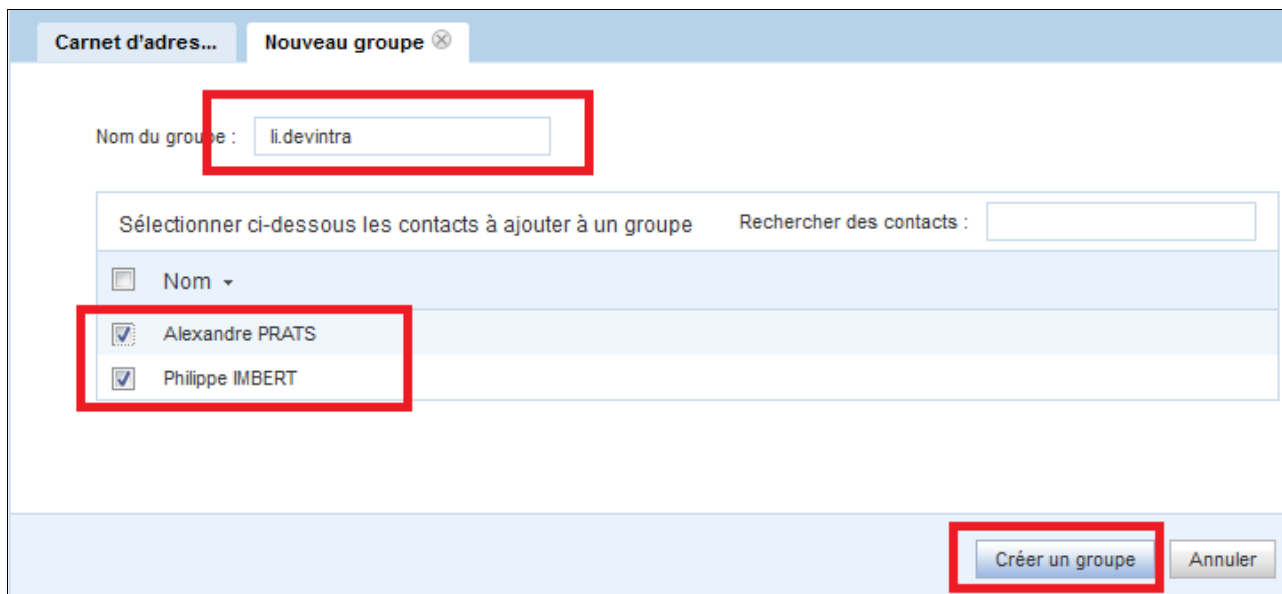 Carnet d'adres... Nouveau groupe
Nom du groupe : li.devintra
Sélectionner ci-dessous les contacts à ajouter à un groupe Rechercher des contacts :
Nom
Alexandre PRATS
Philippe IMBERT
Créer un groupe Annuler